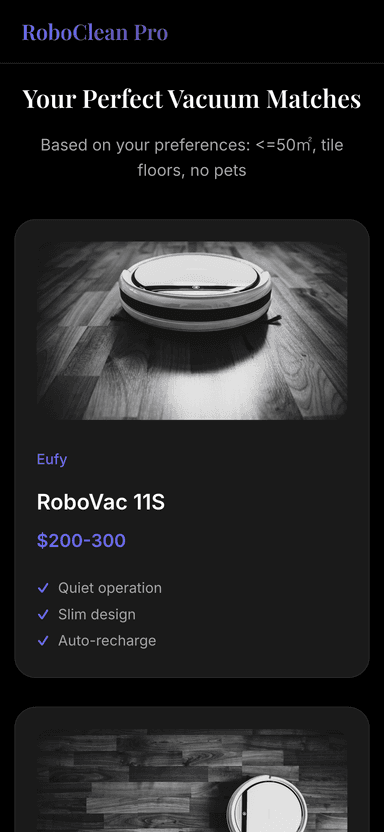 RoboClean Pro
Your Perfect Vacuum Matches
Based on your preferences: <=50㎡, tile
floors, no pets
Eufy
RoboVac 11S
$200-300
Quiet operation
Slim design
Auto-recharge